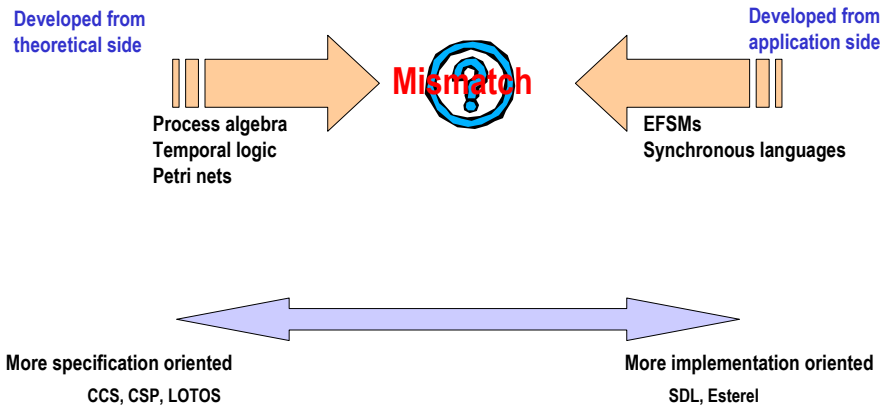 Developed from
theoretical side
Developed from
application side
Mismatch
?
Process algebra
Temporal logic
Petri nets
EFSMs
Synchronous languages
More specification oriented
More implementation oriented
CCS, CSP, LOTOS
SDL, Esterel